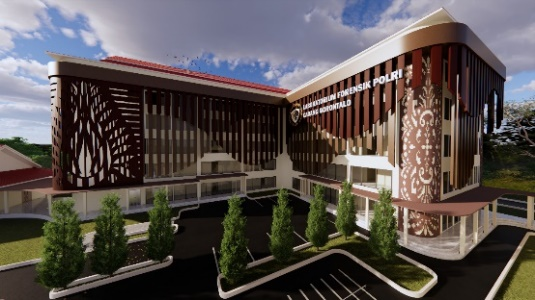 LABORATORIUM FORENSIK POLRI
CABANG GORONTALO